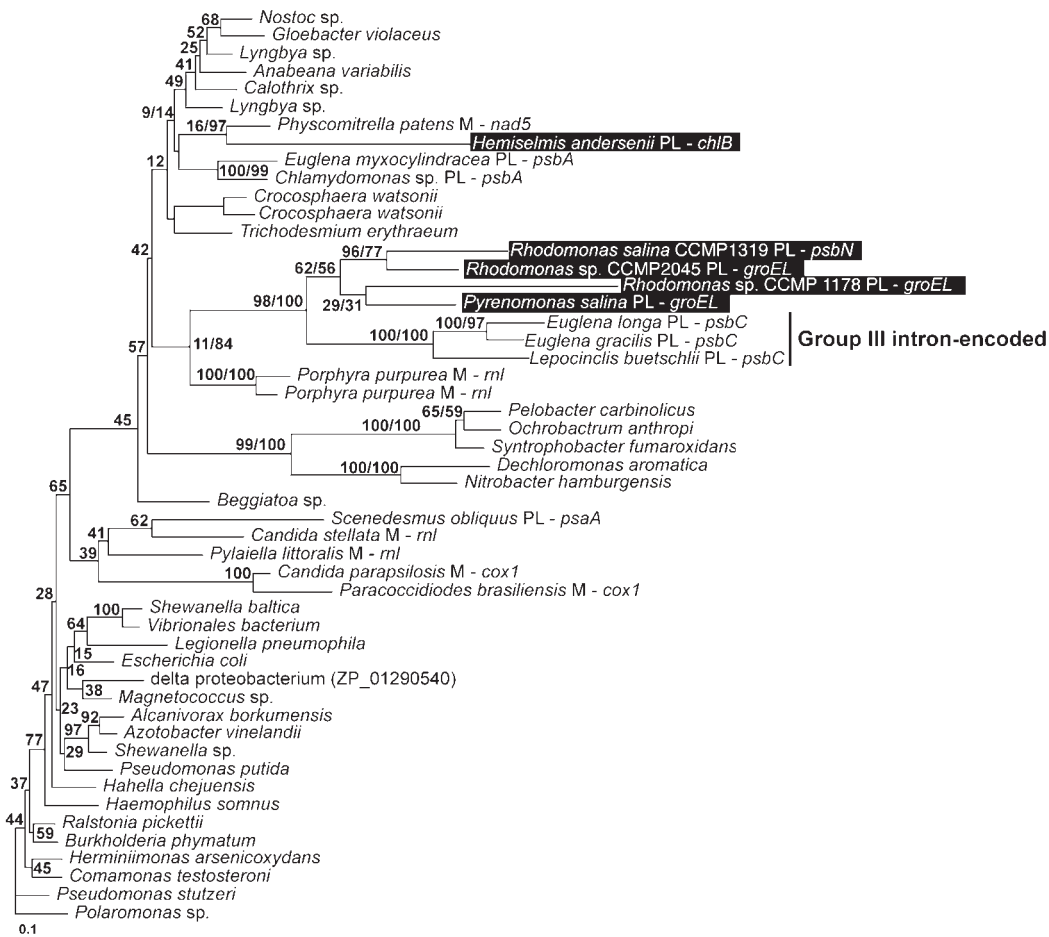 68 Nostoc sp.
52 Gloebacter violaceus
25 Lyngbya sp.
41 Anabeana variabilis
49 Calothrix sp.
Lyngbya sp.
9/14
16/97 Physcomitrella patens M - nad5
Hemiselmis andersenii PL - chlB
12
Euglena myxocylindracea PL - psbA
100/99 Chlamydomonas sp. PL - psbA
Crocosphaera watsonii
Crocosphaera watsonii
Trichodesmium erythraeum
42
96/77 Rhodomonas salina CCMP1319 PL - psbN
62/56 Rhodomonas sp. CCMP2045 PL - groEL
Rhodomonas sp. CCMP 1178 PL - groEL
98/100 29/31 Pyrenomonas salina PL - groEL
100/97 Euglena longa PL - psbC
100/100 Euglena gracilis PL - psbC
Group III intron-encoded
57 11/84 Lepocinclis buetschlii PL - psbC
100/100 Porphyra purpurea M - rnl
Porphyra purpurea M - rnl
65/59 Pelobacter carbinolicus
45 100/100 Ochrobactrum anthropi
99/100 Syntrophobacter fumaroxidans
100/100 Dechloromonas aromatica
Nitrobacter hamburgensis
65
Beggiatoa sp.
62 Scenedesmus obliquus PL - psaA
41 Candida stellata M - rnl
39 Pylaiella littoralis M - rnl
100 Candida parapsilosis M - cox1
Paracoccidiodes brasiliensis M - cox1
28
100 Shewanella baltica
64 Vibrionales bacterium
Legionella pneumophila
15 Escherichia coli
16 delta proteobacterium (ZP_01290540)
47 38 Magnetococcus sp.
23 92 Alcanivorax borkumensis
97 Azotobacter vinelandii
77 29 Shewanella sp.
Pseudomonas putida
37 Hahella chejuensis
Haemophilus somnus
44 Ralstonia pickettii
59 Burkholderia phymatum
Herminiimonas arsenicoxydans
45 Comamonas testosteroni
Pseudomonas stutzeri
Polaromonas sp.
0.1